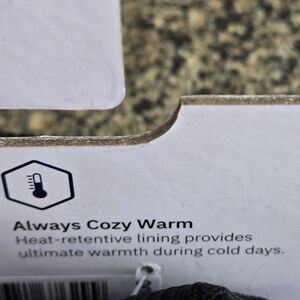 Always Cozy Warm
Heat-retentive lining provides
ultimate warmth during cold days.